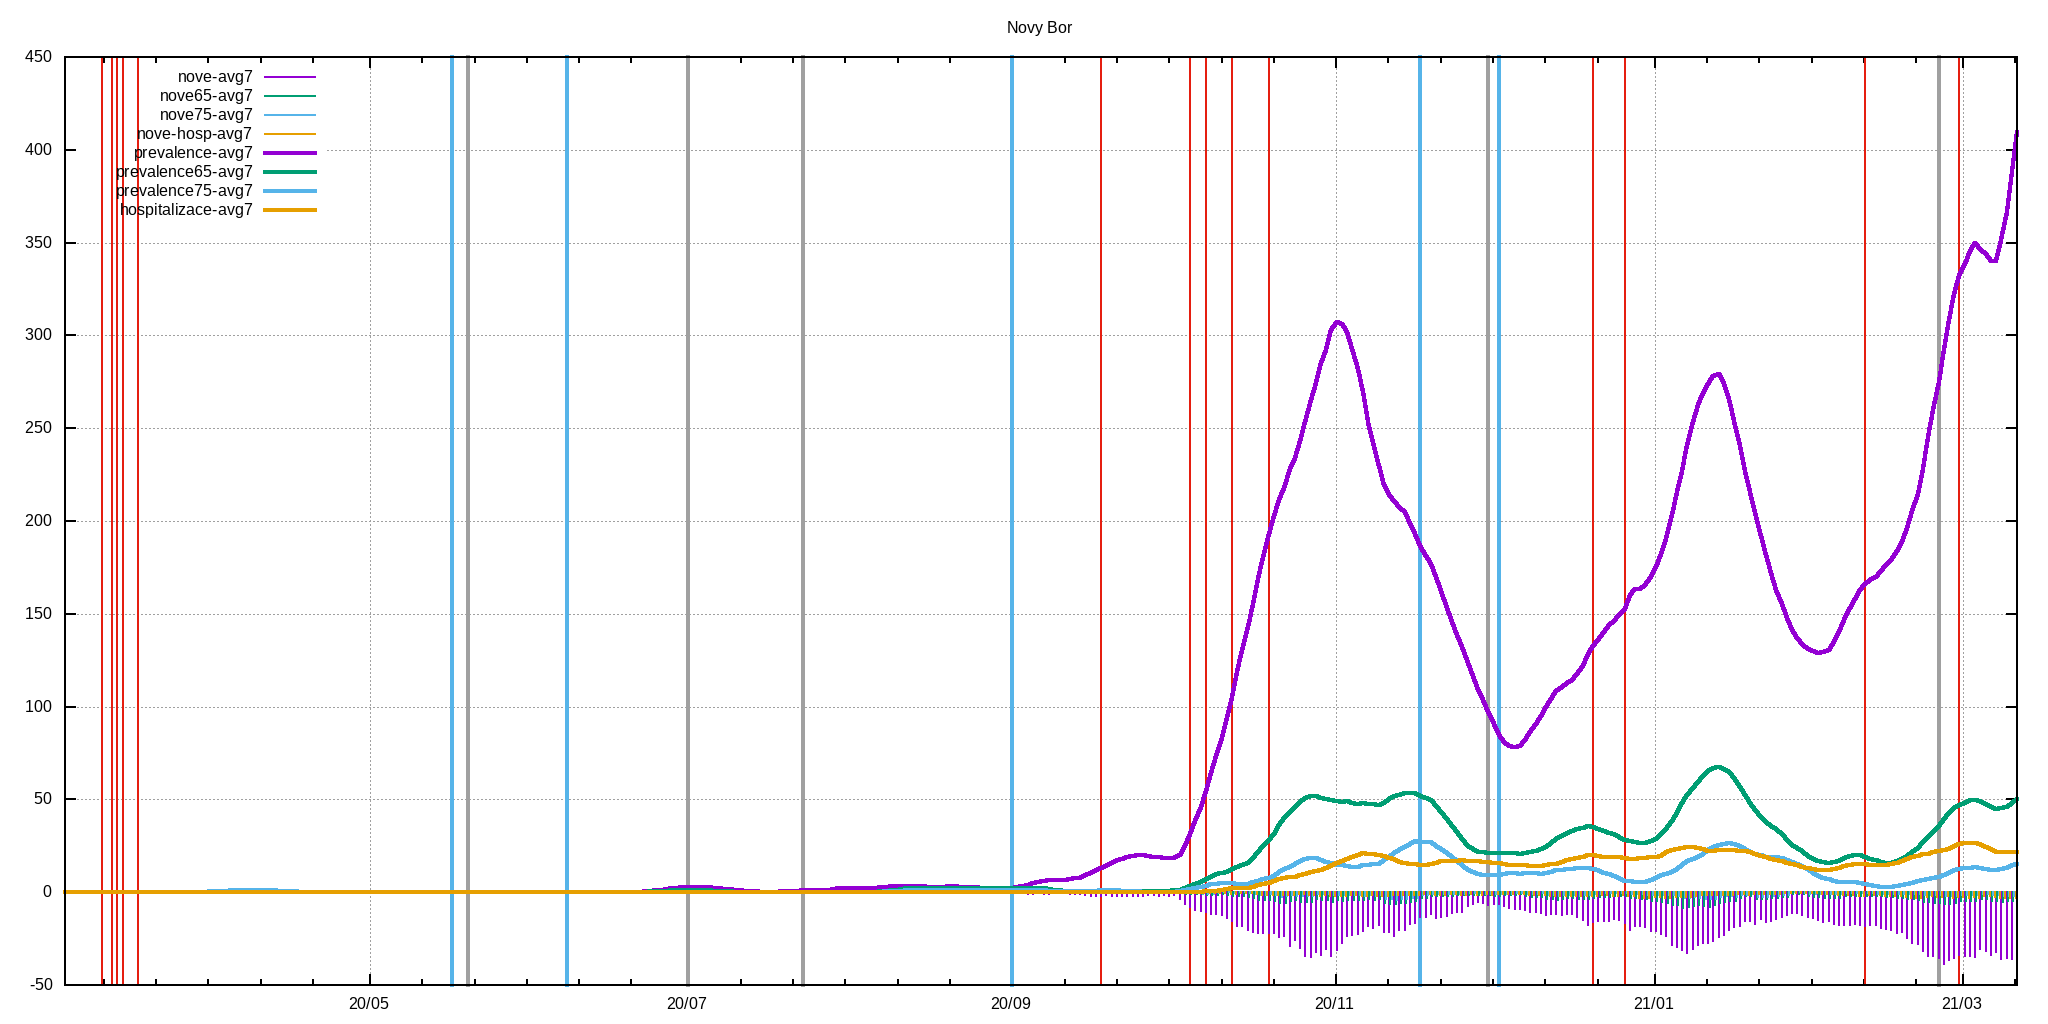 Novy Bor
450
400
350
300
250
200
150
100
50
0
-50
nove-avg7
nove65-avg7
nove75-avg7
nove-hosp-avg7
prevalence-avg7
prevalence65-avg7
prevalence75-avg7
hospitalizace-avg7
20/05 20/07 20/09 20/11 21/01 21/03